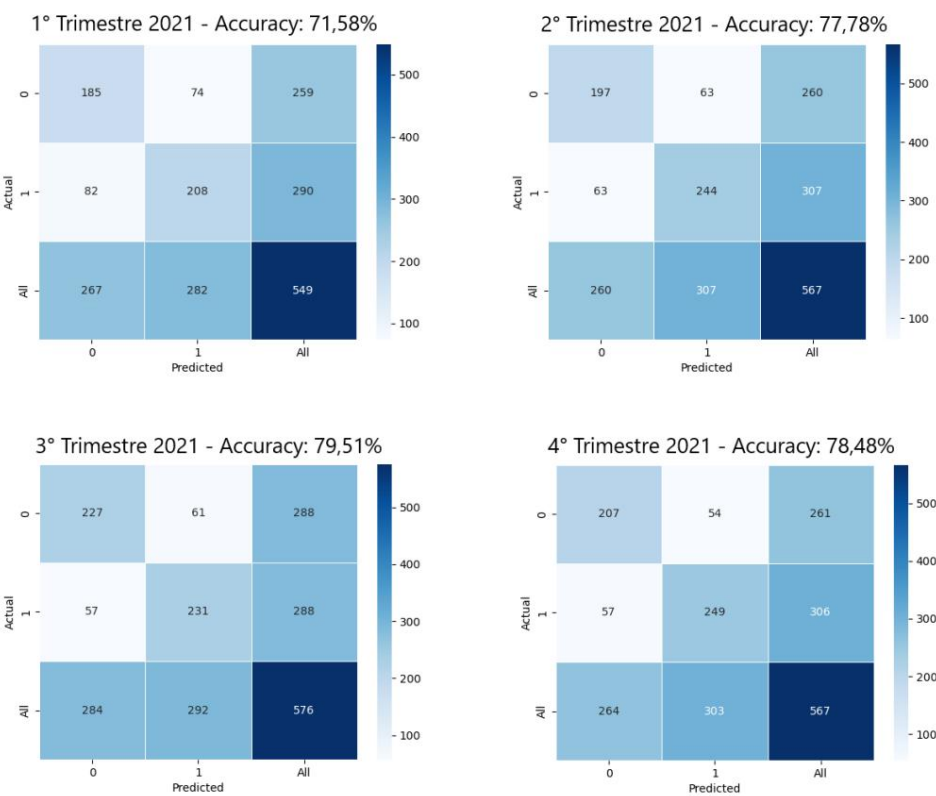 1° Trimestre 2021 - Accuracy: 71,58%
0 185 74 259
1 82 208 290
All 267 282 549
Actual
0 1 All
Predicted
500
400
300
200
100
2° Trimestre 2021 - Accuracy: 77,78%
0 197 63 260
1 63 244 307
All 260 307 567
Actual
0 1 All
Predicted
500
400
300
200
100
3° Trimestre 2021 - Accuracy: 79,51%
0 227 61 288
1 57 231 288
All 284 292 576
Actual
0 1 All
Predicted
500
400
300
200
100
4° Trimestre 2021 - Accuracy: 78,48%
0 207 54 261
1 57 249 306
All 264 303 567
Actual
0 1 All
Predicted
500
400
300
200
100